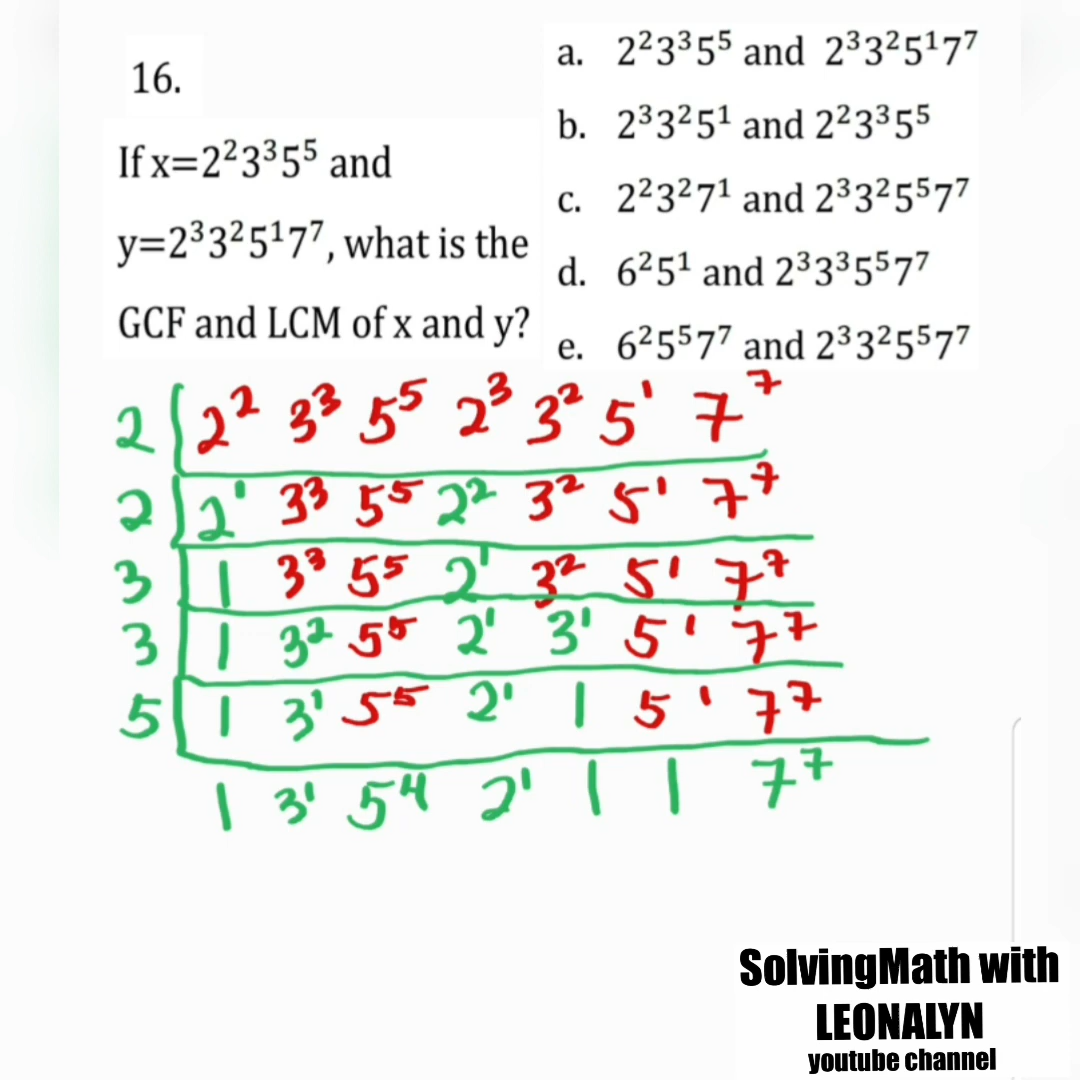 16.
If x=2²3³5⁵ and
y=2³3²5¹7⁷, what is the
GCF and LCM of x and y?
a. 2²3³5⁵ and 2³3²5¹7⁷
b. 2³3²5¹ and 2²3³5⁵
c. 2²3²7¹ and 2³3²5⁵7⁷
d. 6²5¹ and 2³3³5⁵7⁷
e. 6²5⁵7⁷ and 2³3²5⁵7⁷
2 2² 3³ 5⁵ 2³ 3² 5¹ 7⁷
2 2¹ 3³ 5⁵ 2² 3² 5¹ 7⁷
3 1 3³ 5⁵ 2¹ 3² 5¹ 7⁷
3 1 3² 5⁵ 2¹ 3¹ 5¹ 7⁷
5 1 3¹ 5⁵ 2¹ 1 5¹ 7⁷
1 3¹ 5⁴ 2¹ 1 1 7⁷
SolvingMath with
LEONALYN
youtube channel